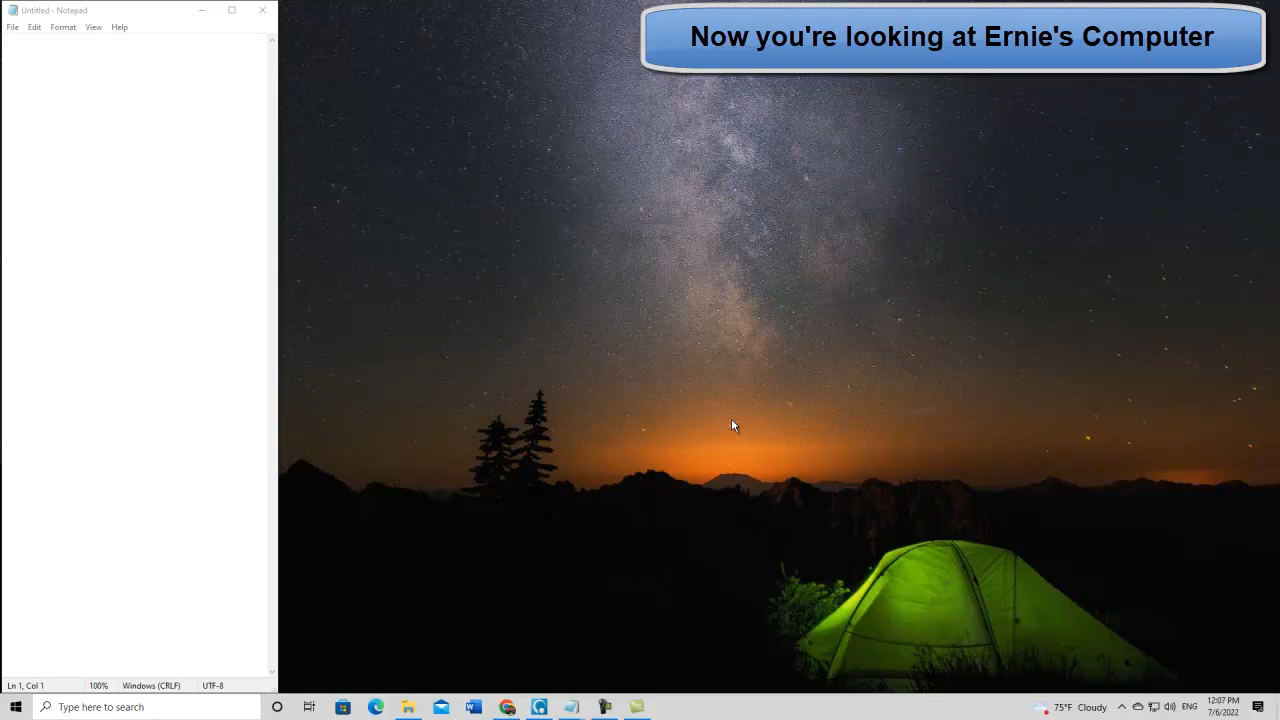 Untitled - Notepad
Now you're looking at Ernie's Computer
File Edit Format View Help
Ln 1, Col 1 100% Windows (CRLF) UTF-8
Type here to search
75°F Cloudy
ENG
12:07 PM
7/6/2022